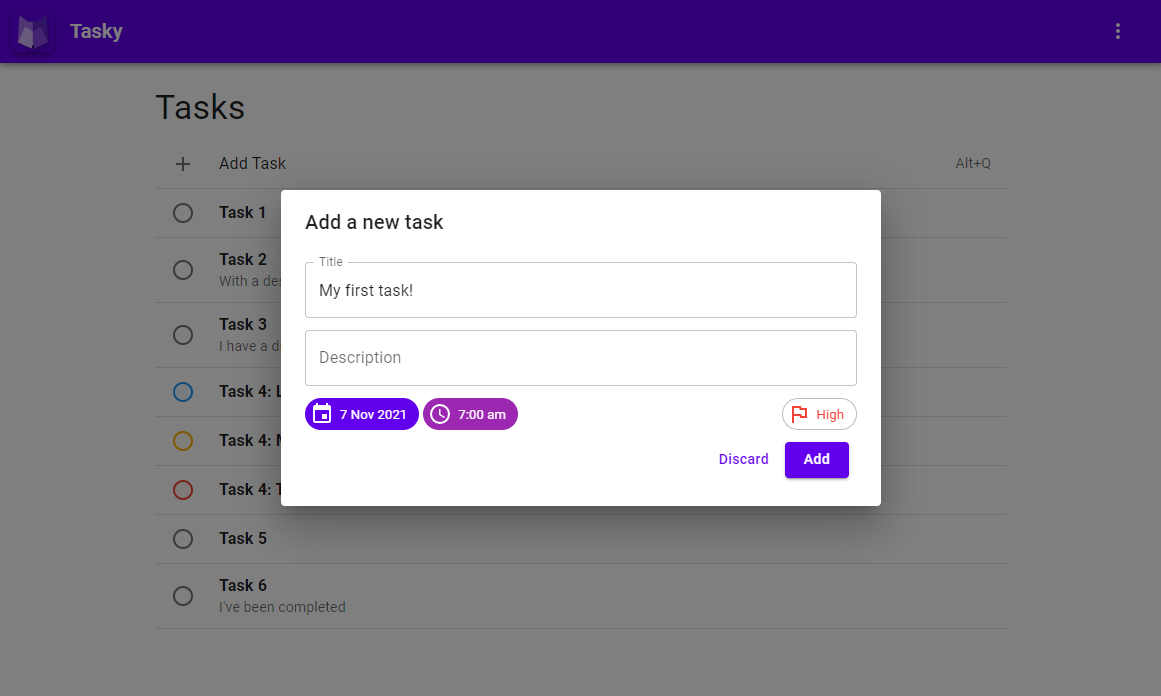 Tasky
Tasks
Add Task Alt+Q
Task 1
Task 2
With a de
Task 3
I have a d
Task 4:
Task 4:
Task 4:
Task 5
Task 6
I've been completed
Add a new task
Title
My first task!
Description
7 Nov 2021 7:00 am High
Discard Add